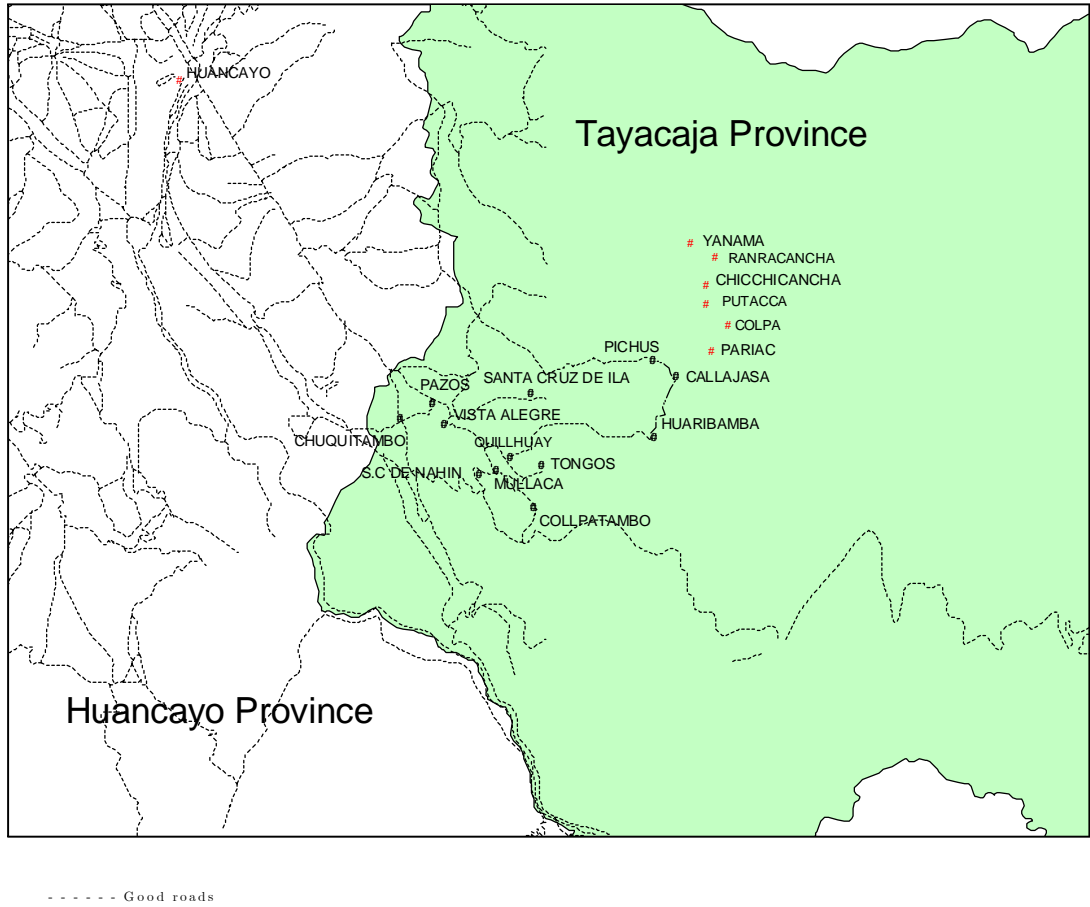 HUANCAYO
Tayacaja Province
YANAMA
RANRACANCHA
CHICCHICANCHA
PUTACCA
COLPA
PICHUS
PARIAC
SANTA CRUZ DE ILA
CALLAJASA
PAZOS
VISTA ALEGRE
HUARIBAMBA
CHUQUITAMBO
QUILLHUAY
TONGOS
S.C DE NAHIN
MULLACA
COLLPATAMBO
Huancayo Province
- - - - - - Good roads